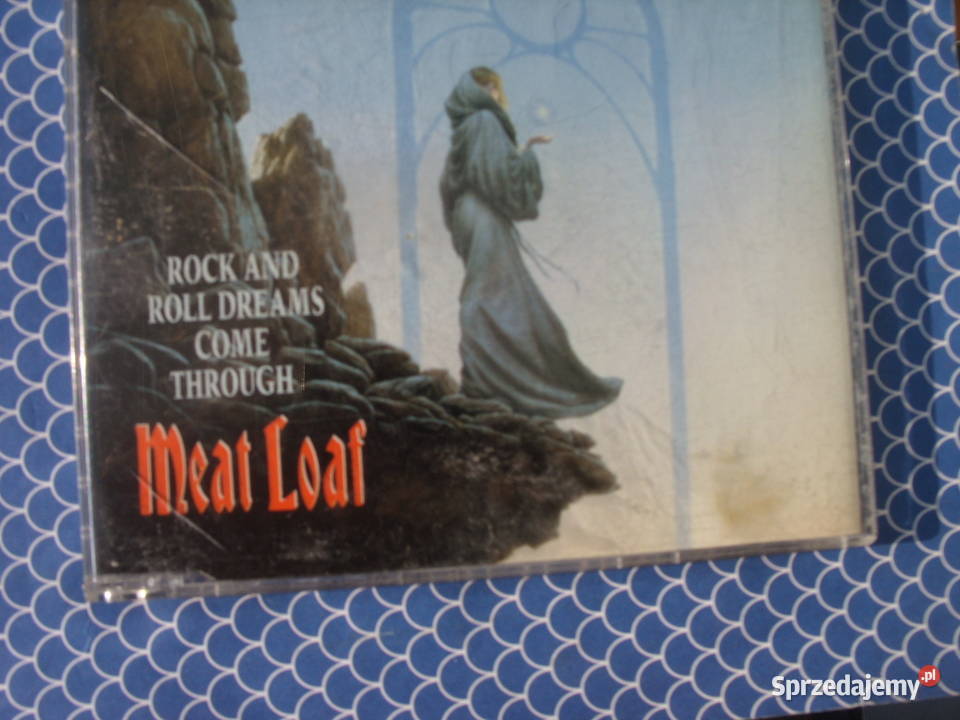 ROCK AND
ROLL DREAMS
COME
THROUGH
Meat Loaf
Sprzedajemy.pl